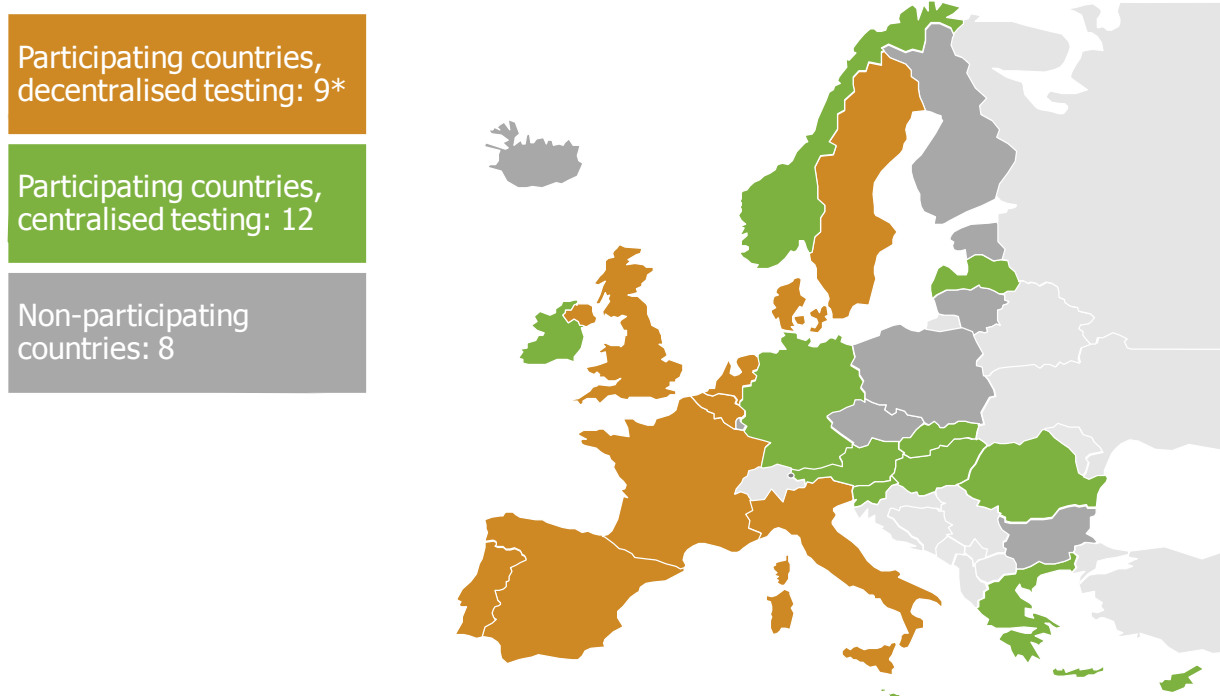 Participating countries,
decentralised testing: 9*
Participating countries,
centralised testing: 12
Non-participating
countries: 8